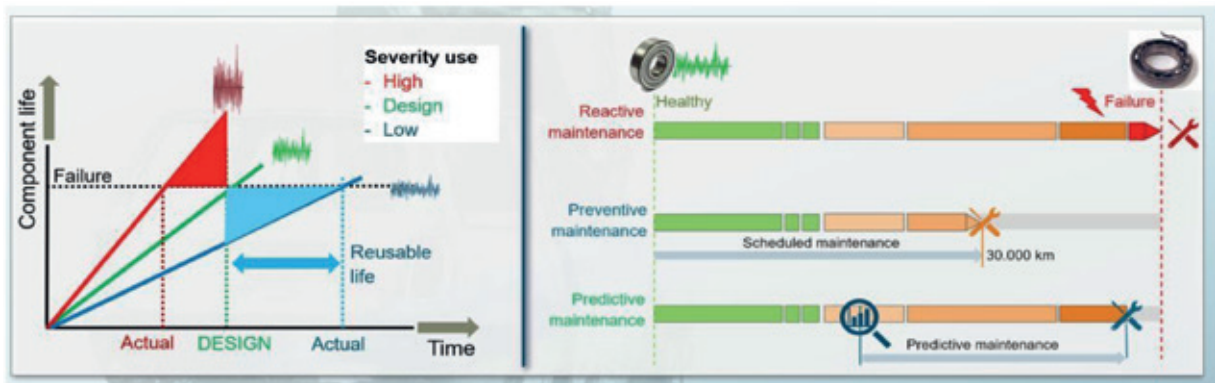 Severity use
- High
- Design
- Low
Component life
Failure
Reusable
life
Actual
DESIGN
Actual
Time
Healthy
Failure
Reactive
maintenance
Preventive
maintenance
Scheduled maintenance
30.000 km
Predictive
maintenance
Predictive maintenance